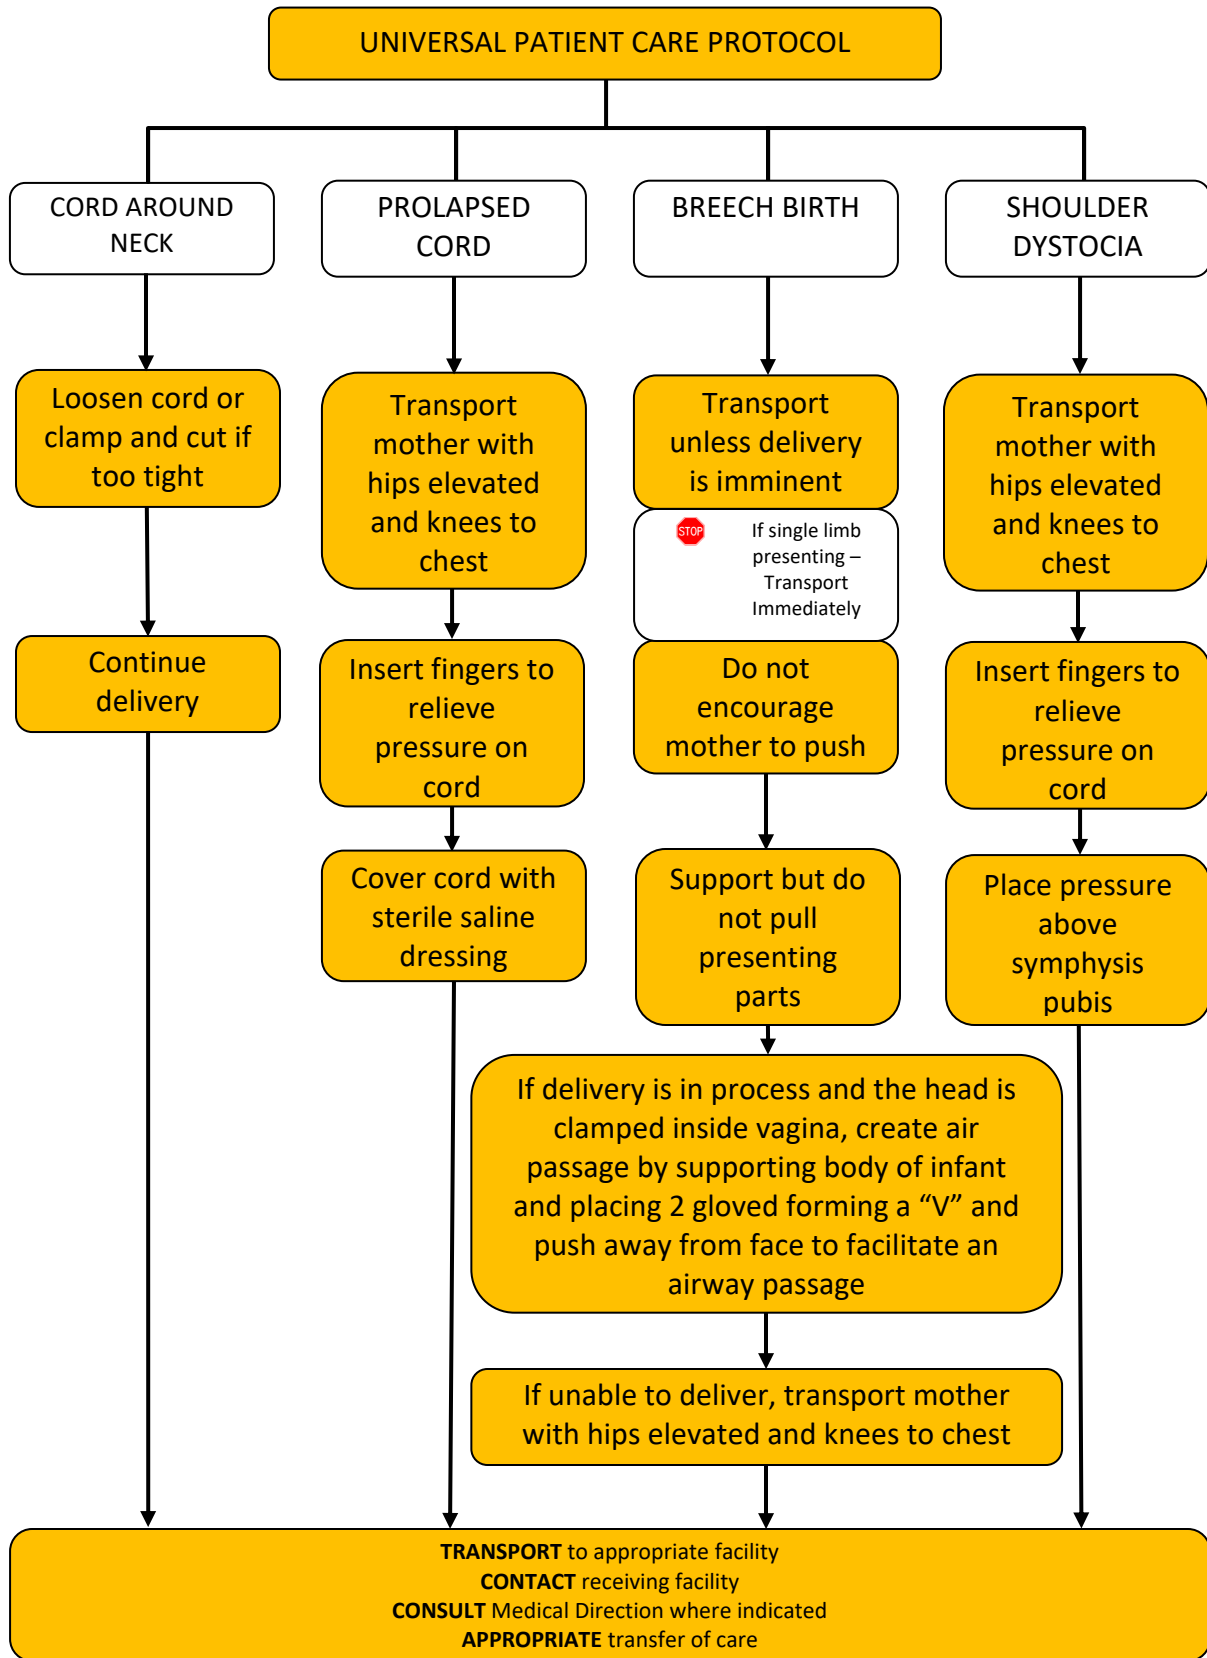 UNIVERSAL PATIENT CARE PROTOCOL
CORD AROUND
NECK
Loosen cord or
clamp and cut if
too tight
Continue
delivery
PROLAPSED
CORD
Transport
mother with
hips elevated
and knees to
chest
Insert fingers to
relieve
pressure on
cord
Cover cord with
sterile saline
dressing
BREECH BIRTH
Transport
unless delivery
is imminent
STOP
If single limb
presenting –
Transport
Immediately
Do not
encourage
mother to push
Support but do
not pull
presenting
parts
If delivery is in process and the head is
clamped inside vagina, create air
passage by supporting body of infant
and placing 2 gloved forming a “V” and
push away from face to facilitate an
airway passage
If unable to deliver, transport mother
with hips elevated and knees to chest
SHOULDER
DYSTOCIA
Transport
mother with
hips elevated
and knees to
chest
Insert fingers to
relieve
pressure on
cord
Place pressure
above
symphysis
pubis
TRANSPORT to appropriate facility
CONTACT receiving facility
CONSULT Medical Direction where indicated
APPROPRIATE transfer of care